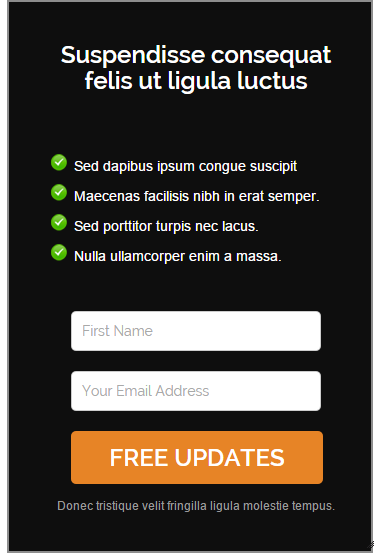 Suspendisse consequat
felis ut ligula luctus
Sed dapibus ipsum congue suscipit
Maecenas facilisis nibh in erat semper.
Sed porttitor turpis nec lacus.
Nulla ullamcorper enim a massa.
First Name
Your Email Address
FREE UPDATES
Donec tristique velit fringilla ligula molestie tempus.